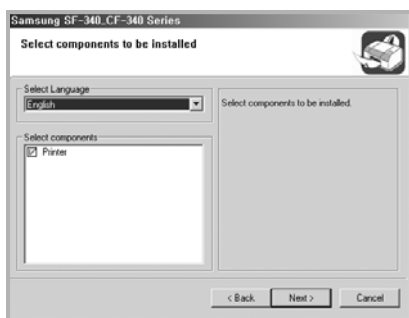 Samsung SF-340_CF-340 Series
Select components to be installed
Select Language
English
Select components to be installed.
Select components
Printer
< Back
Next >
Cancel